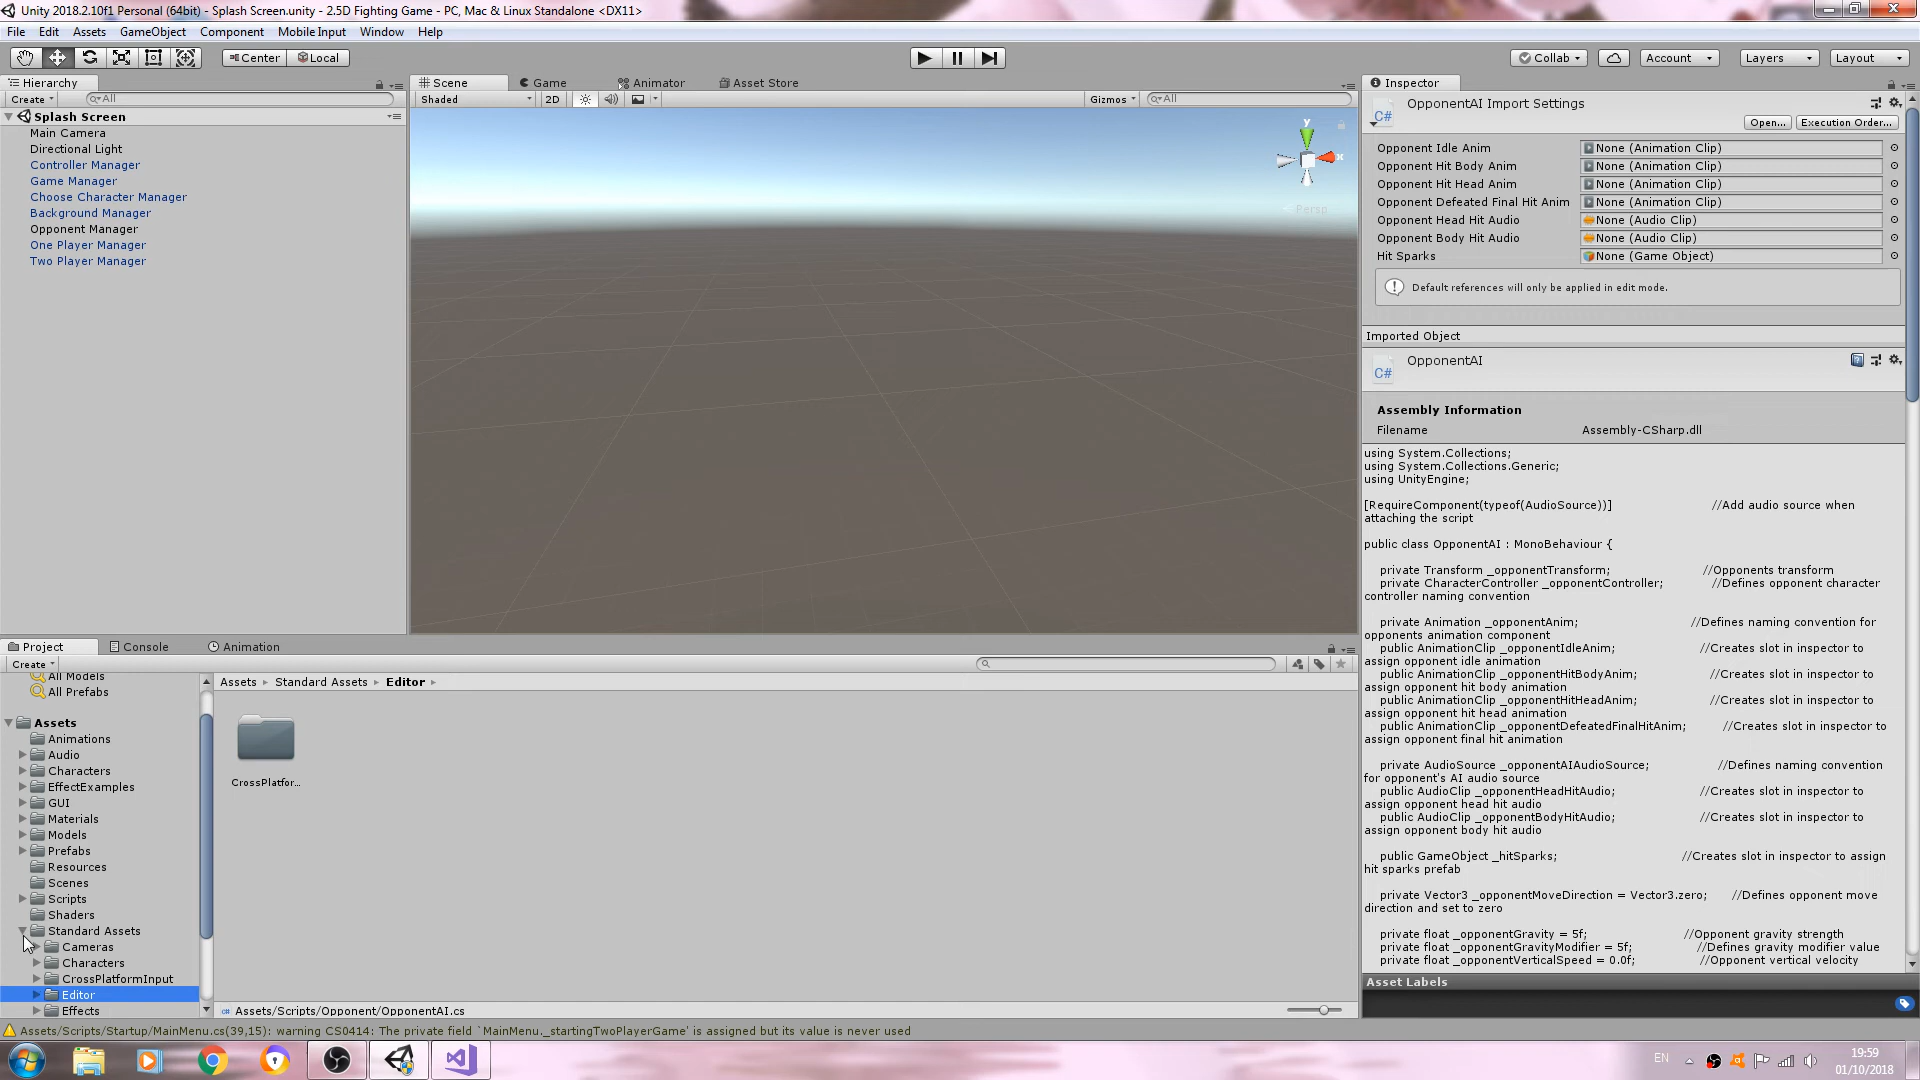 Unity 2018.2.10f1 Personal (64bit) - Splash Screen.unity - 2.5D Fighting Game - PC, Mac & Linux Standalone <DX11>
File Edit Assets GameObject Component Mobile Input Window Help
Center Local Collab Account Layers Layout
Hierarchy
Create All
Splash Screen
Main Camera
Directional Light
Controller Manager
Game Manager
Choose Character Manager
Background Manager
Opponent Manager
One Player Manager
Two Player Manager
Scene Game Animator Asset Store
Shaded 2D Gizmos All
y
x
Persp
Inspector
OpponentAI Import Settings
C#
Open... Execution Order...
Opponent Idle Anim None (Animation Clip)
Opponent Hit Body Anim None (Animation Clip)
Opponent Hit Head Anim None (Animation Clip)
Opponent Defeated Final Hit Anim None (Animation Clip)
Opponent Head Hit Audio None (Audio Clip)
Opponent Body Hit Audio None (Audio Clip)
Hit Sparks None (Game Object)
Default references will only be applied in edit mode.
Imported Object
OpponentAI
C#
Assembly Information
Filename Assembly-CSharp.dll
using System.Collections;
using System.Collections.Generic;
using UnityEngine;
[RequireComponent(typeof(AudioSource))] //Add audio source when
attaching the script
public class OpponentAI : MonoBehaviour {
private Transform _opponentTransform; //Opponents transform
private CharacterController _opponentController; //Defines opponent character
controller naming convention
private Animation _opponentAnim; //Defines naming convention for
opponents animation component
public AnimationClip _opponentIdleAnim; //Creates slot in inspector to
assign opponent idle animation
public AnimationClip _opponentHitBodyAnim; //Creates slot in inspector to
assign opponent hit body animation
public AnimationClip _opponentHitHeadAnim; //Creates slot in inspector to
assign opponent hit head animation
public AnimationClip _opponentDefeatedFinalHitAnim; //Creates slot in inspector to
assign opponent final hit animation
private AudioSource _opponentAIAudioSource; //Defines naming convention
for opponent's AI audio source
public AudioClip _opponentHeadHitAudio; //Creates slot in inspector to
assign opponent head hit audio
public AudioClip _opponentBodyHitAudio; //Creates slot in inspector to
assign opponent body hit audio
public GameObject _hitSparks; //Creates slot in inspector to assign
hit sparks prefab
private Vector3 _opponentMoveDirection = Vector3.zero; //Defines opponent move
direction and set to zero
private float _opponentGravity = 5f; //Opponent gravity strength
private float _opponentGravityModifier = 5f; //Defines gravity modifier value
private float _opponentVerticalSpeed = 0.0f; //Opponent vertical velocity
Asset Labels
Project Console Animation
Create
All Models
All Prefabs
Assets
Animations
Audio
Characters
EffectExamples
GUI
Materials
Models
Prefabs
Resources
Scenes
Scripts
Shaders
Standard Assets
Cameras
Characters
CrossPlatformInput
Editor
Effects
Assets Standard Assets Editor
CrossPlatfor...
Assets/Scripts/Opponent/OpponentAI.cs
Assets/Scripts/Startup/MainMenu.cs(39,15): warning CS0414: The private field `MainMenu._startingTwoPlayerGame' is assigned but its value is never used
EN
19:59
01/10/2018